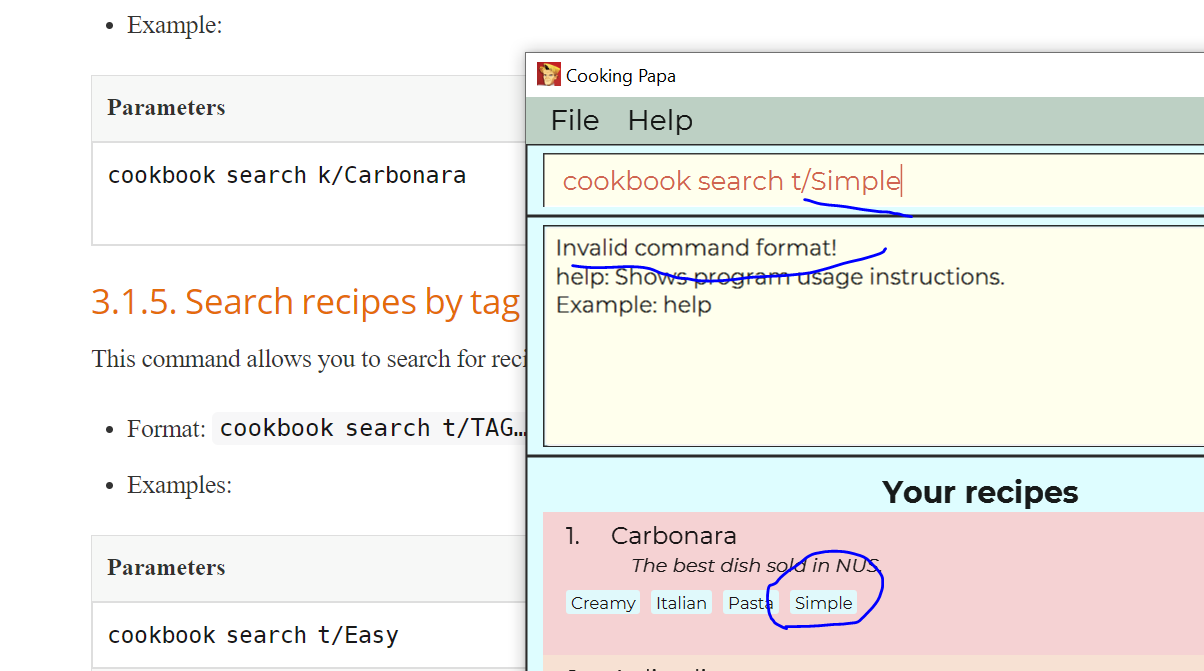 Example:
Parameters
cookbook search k/Carbonara
3.1.5. Search recipes by tag
This command allows you to search for reci
Format: cookbook search t/TAG…
Examples:
Parameters
cookbook search t/Easy
Cooking Papa
File Help
cookbook search t/Simple
Invalid command format!
help: Shows program usage instructions.
Example: help
Your recipes
1. Carbonara
The best dish sold in NUS.
Creamy Italian Pasta Simple